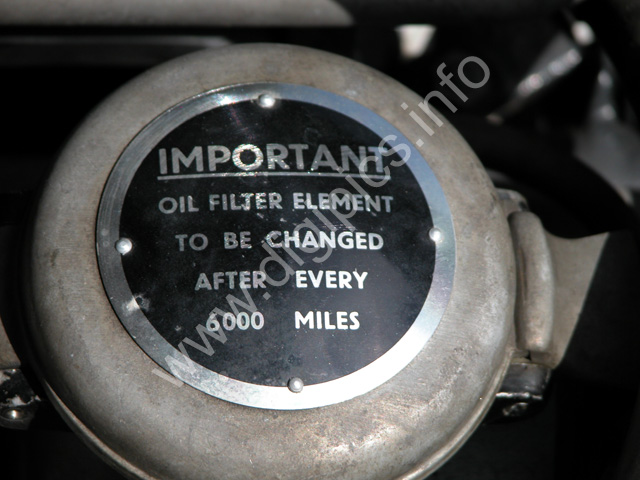 IMPORTANT
OIL FILTER ELEMENT
TO BE CHANGED
AFTER EVERY
6000 MILES
www.digipics.info